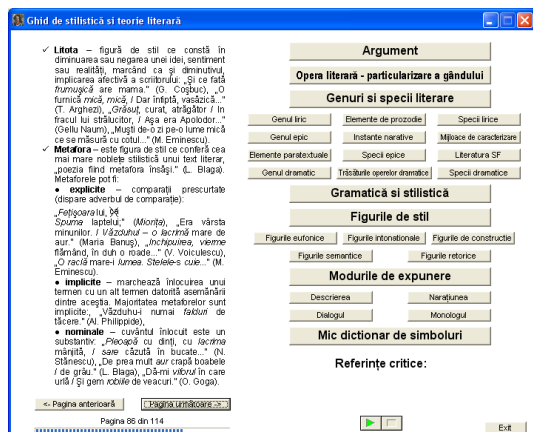 Ghid de stilistică si teorie literară
✓ Litota – figură de stil ce constă în
diminuarea sau negarea unei idei, sentiment
sau realități, marcând ca și diminutivul,
implicarea afectivă a scriitorului: „Și ce fată
frumușică are mama." (G. Coșbuc), „O
furnică mică, mică, / Dar înfiptă, vasăzică..."
(T. Arghezi), „Grăsuț, curat, atrăgător / În
fracul lui strălucitor, / Așa era Apolodor..."
(Gellu Naum), „Muști de-o zi pe-o lume mică
ce se măsură cu cotul..." (M. Eminescu).
✓ Metafora – este figura de stil ce conferă cea
mai mare noblețe stilistică unui text literar,
„poezia fiind metafora însăși." (L. Blaga).
Metaforele pot fi:
● explicite – comparații prescurtate
(dispare adverbul de comparație):
„Fețișoara lui,
Spuma laptelui;" (Miorița), „Era vârsta
minunilor. / Văzduhul – o lacrimă mare de
aur." (Maria Banuș), „Inchipuirea, vierme
flămând, în duh o roade..." (V. Voiculescu),
„O raclă mare-i lumea. Stelele-s cuie..." (M.
Eminescu).
● implicite – marchează înlocuirea unui
termen cu un alt termen datorită asemănării
dintre aceștia. Majoritatea metaforelor sunt
implicite:, „Văzduhu-i numai falduri de
tăcere." (Al. Philippide),
● nominale – cuvântul înlocuit este un
substantiv: „Pleoapă cu dinți, cu lacrima
mânjită, / sare căzută în bucate..." (N.
Stănescu), „De prea mult aur crapă boabele
/ de grâu." (L. Blaga), „Dă-mi viforul în care
urlă / Și gem robiile de veacuri." (O. Goga).
<- Pagina anterioară
Pagina următoare ->
Pagina 86 din 114
Argument
Opera literară - particularizare a gândului
Genuri si specii literare
Genul liric
Elemente de prozodie
Specii lirice
Genul epic
Instante narative
Mijloace de caracterizare
Elemente paratextuale
Specii epice
Literatura SF
Genul dramatic
Trăsăturile operelor dramatice
Specii dramatice
Gramatică si stilistică
Figurile de stil
Figurile eufonice
Figurile intonationale
Figurile de constructie
Figurile semantice
Figurile retorice
Modurile de expunere
Descrierea
Narațiunea
Dialogul
Monologul
Mic dictionar de simboluri
Referințe critice:
Exit